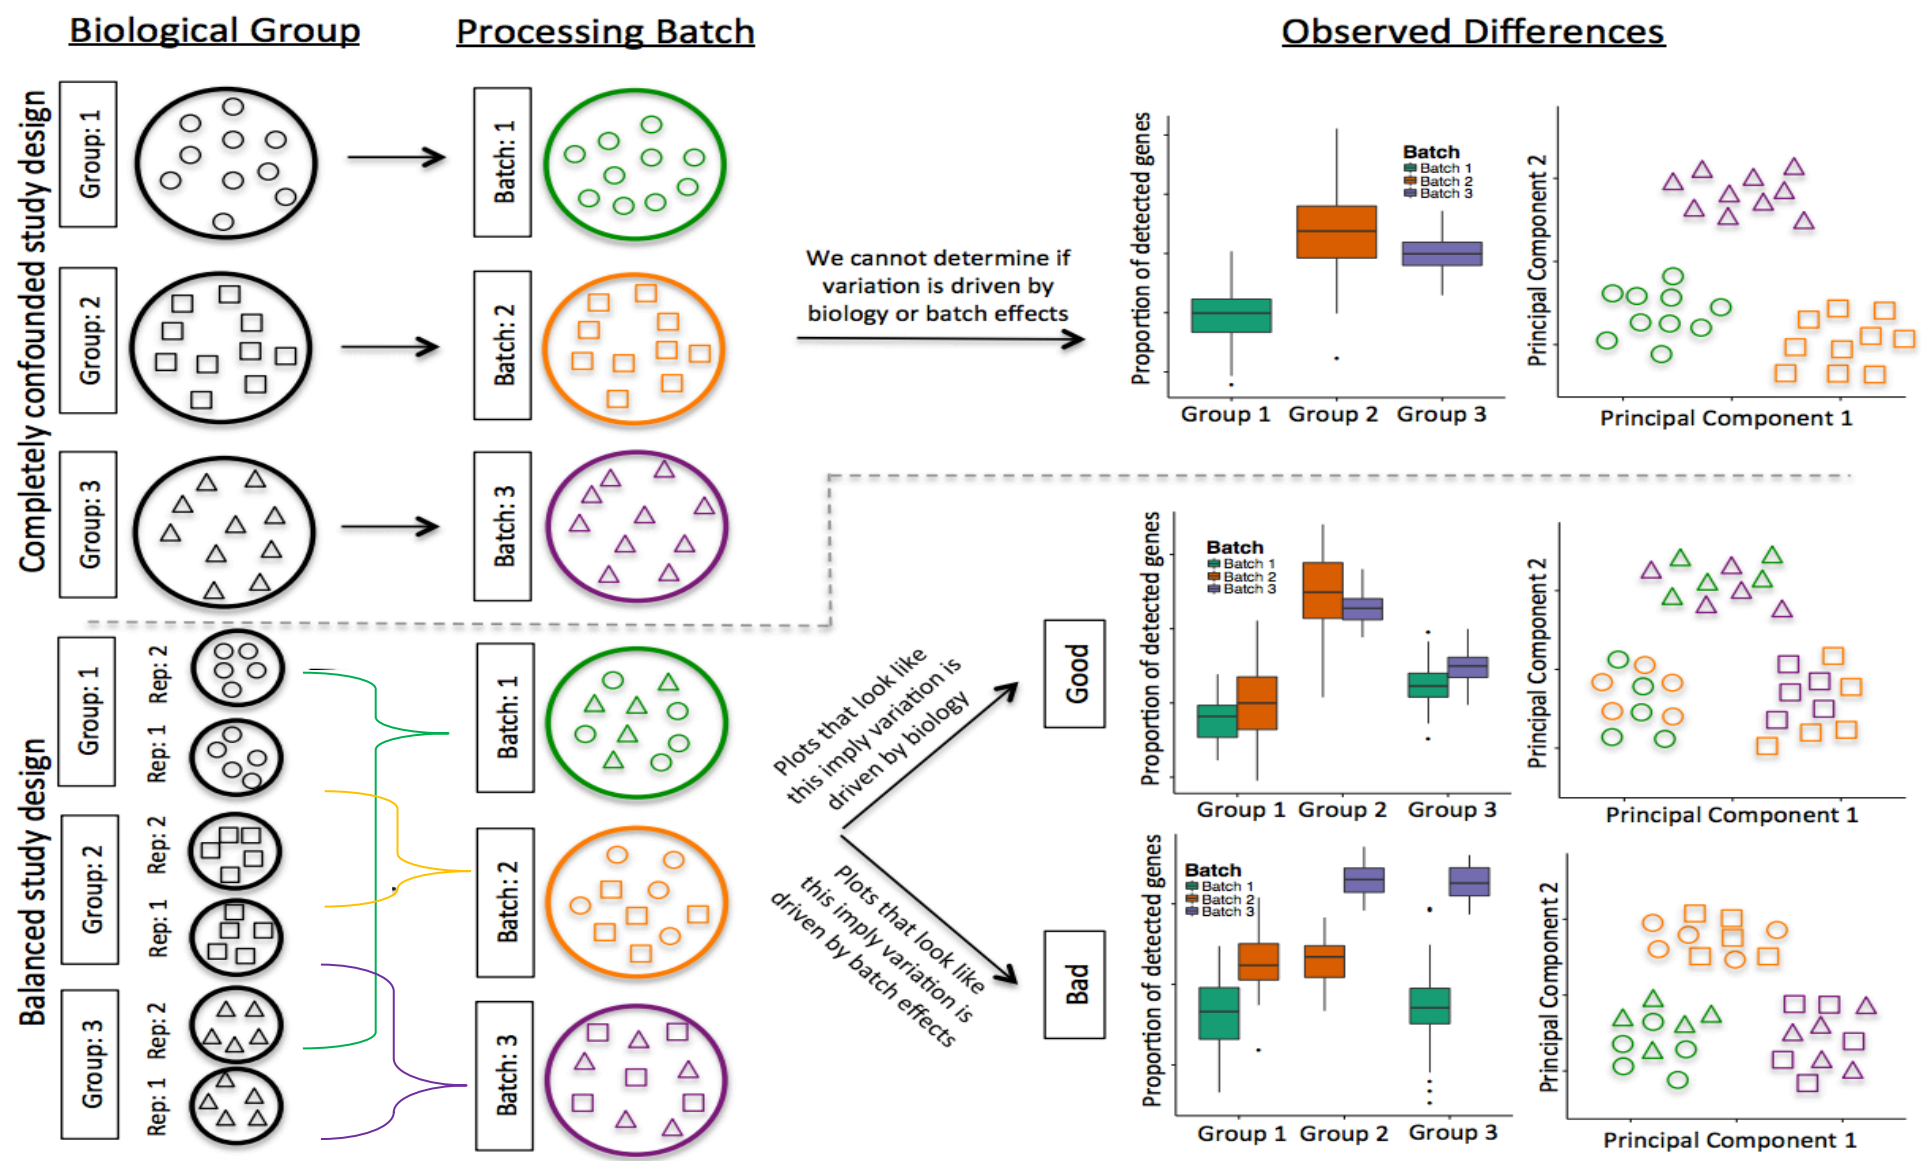 Biological Group
Processing Batch
Observed Differences
Completely confounded study design
Group: 1
Batch: 1
Group: 2
Batch: 2
Group: 3
Batch: 3
We cannot determine if
variation is driven by
biology or batch effects
Proportion of detected genes
Batch
Batch 1
Batch 2
Batch 3
Group 1
Group 2
Group 3
Principal Component 2
Principal Component 1
Balanced study design
Group: 1
Rep: 2
Rep: 1
Group: 2
Rep: 2
Rep: 1
Group: 3
Rep: 2
Rep: 1
Batch: 1
Batch: 2
Batch: 3
Plots that look like
this imply variation is
driven by biology
Good
Proportion of detected genes
Batch
Batch 1
Batch 2
Batch 3
Group 1
Group 2
Group 3
Principal Component 2
Principal Component 1
Plots that look like
this imply variation is
driven by batch effects
Bad
Proportion of detected genes
Batch
Batch 1
Batch 2
Batch 3
Group 1
Group 2
Group 3
Principal Component 2
Principal Component 1